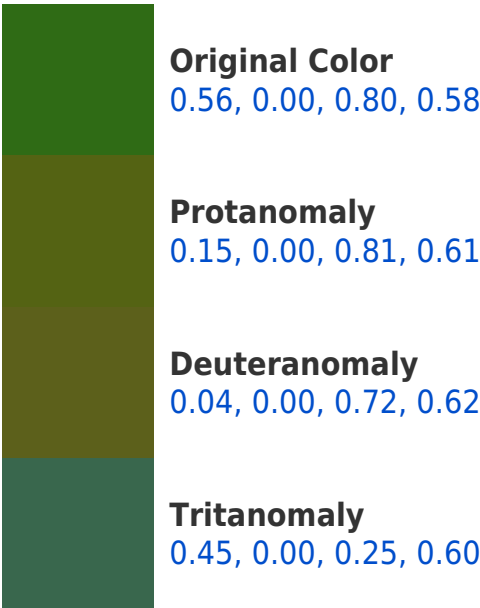 Original Color
0.56, 0.00, 0.80, 0.58
Protanomaly
0.15, 0.00, 0.81, 0.61
Deuteranomaly
0.04, 0.00, 0.72, 0.62
Tritanomaly
0.45, 0.00, 0.25, 0.60